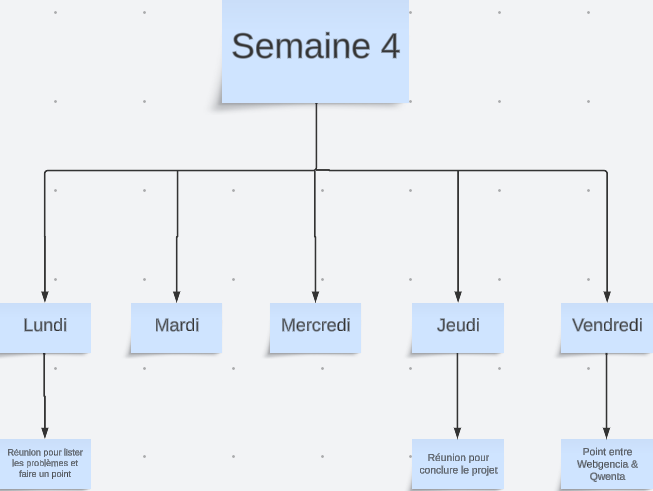 Semaine 4
Lundi
Mardi
Mercredi
Jeudi
Vendredi
Réunion pour lister
les problèmes et
faire un point
Réunion pour
conclure le projet
Point entre
Webgencia &
Qwenta